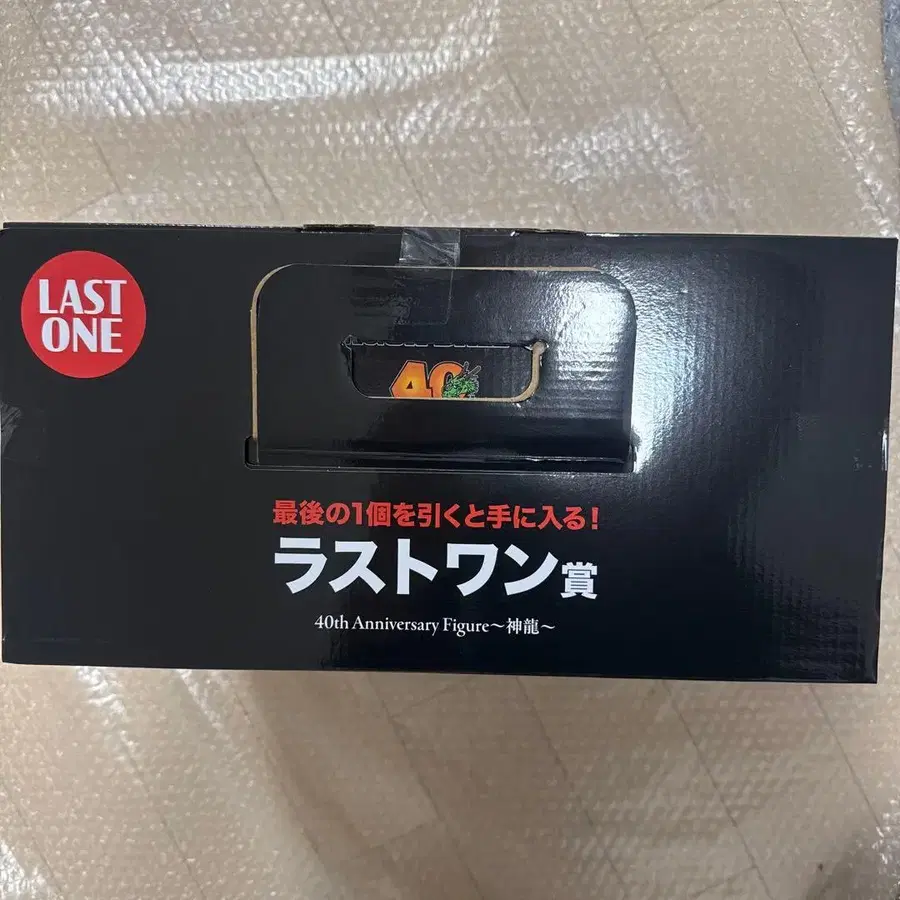 LAST
ONE
40
最後の1個を引くと手に入る!
ラストワン賞
40th Anniversary Figure〜神龍〜